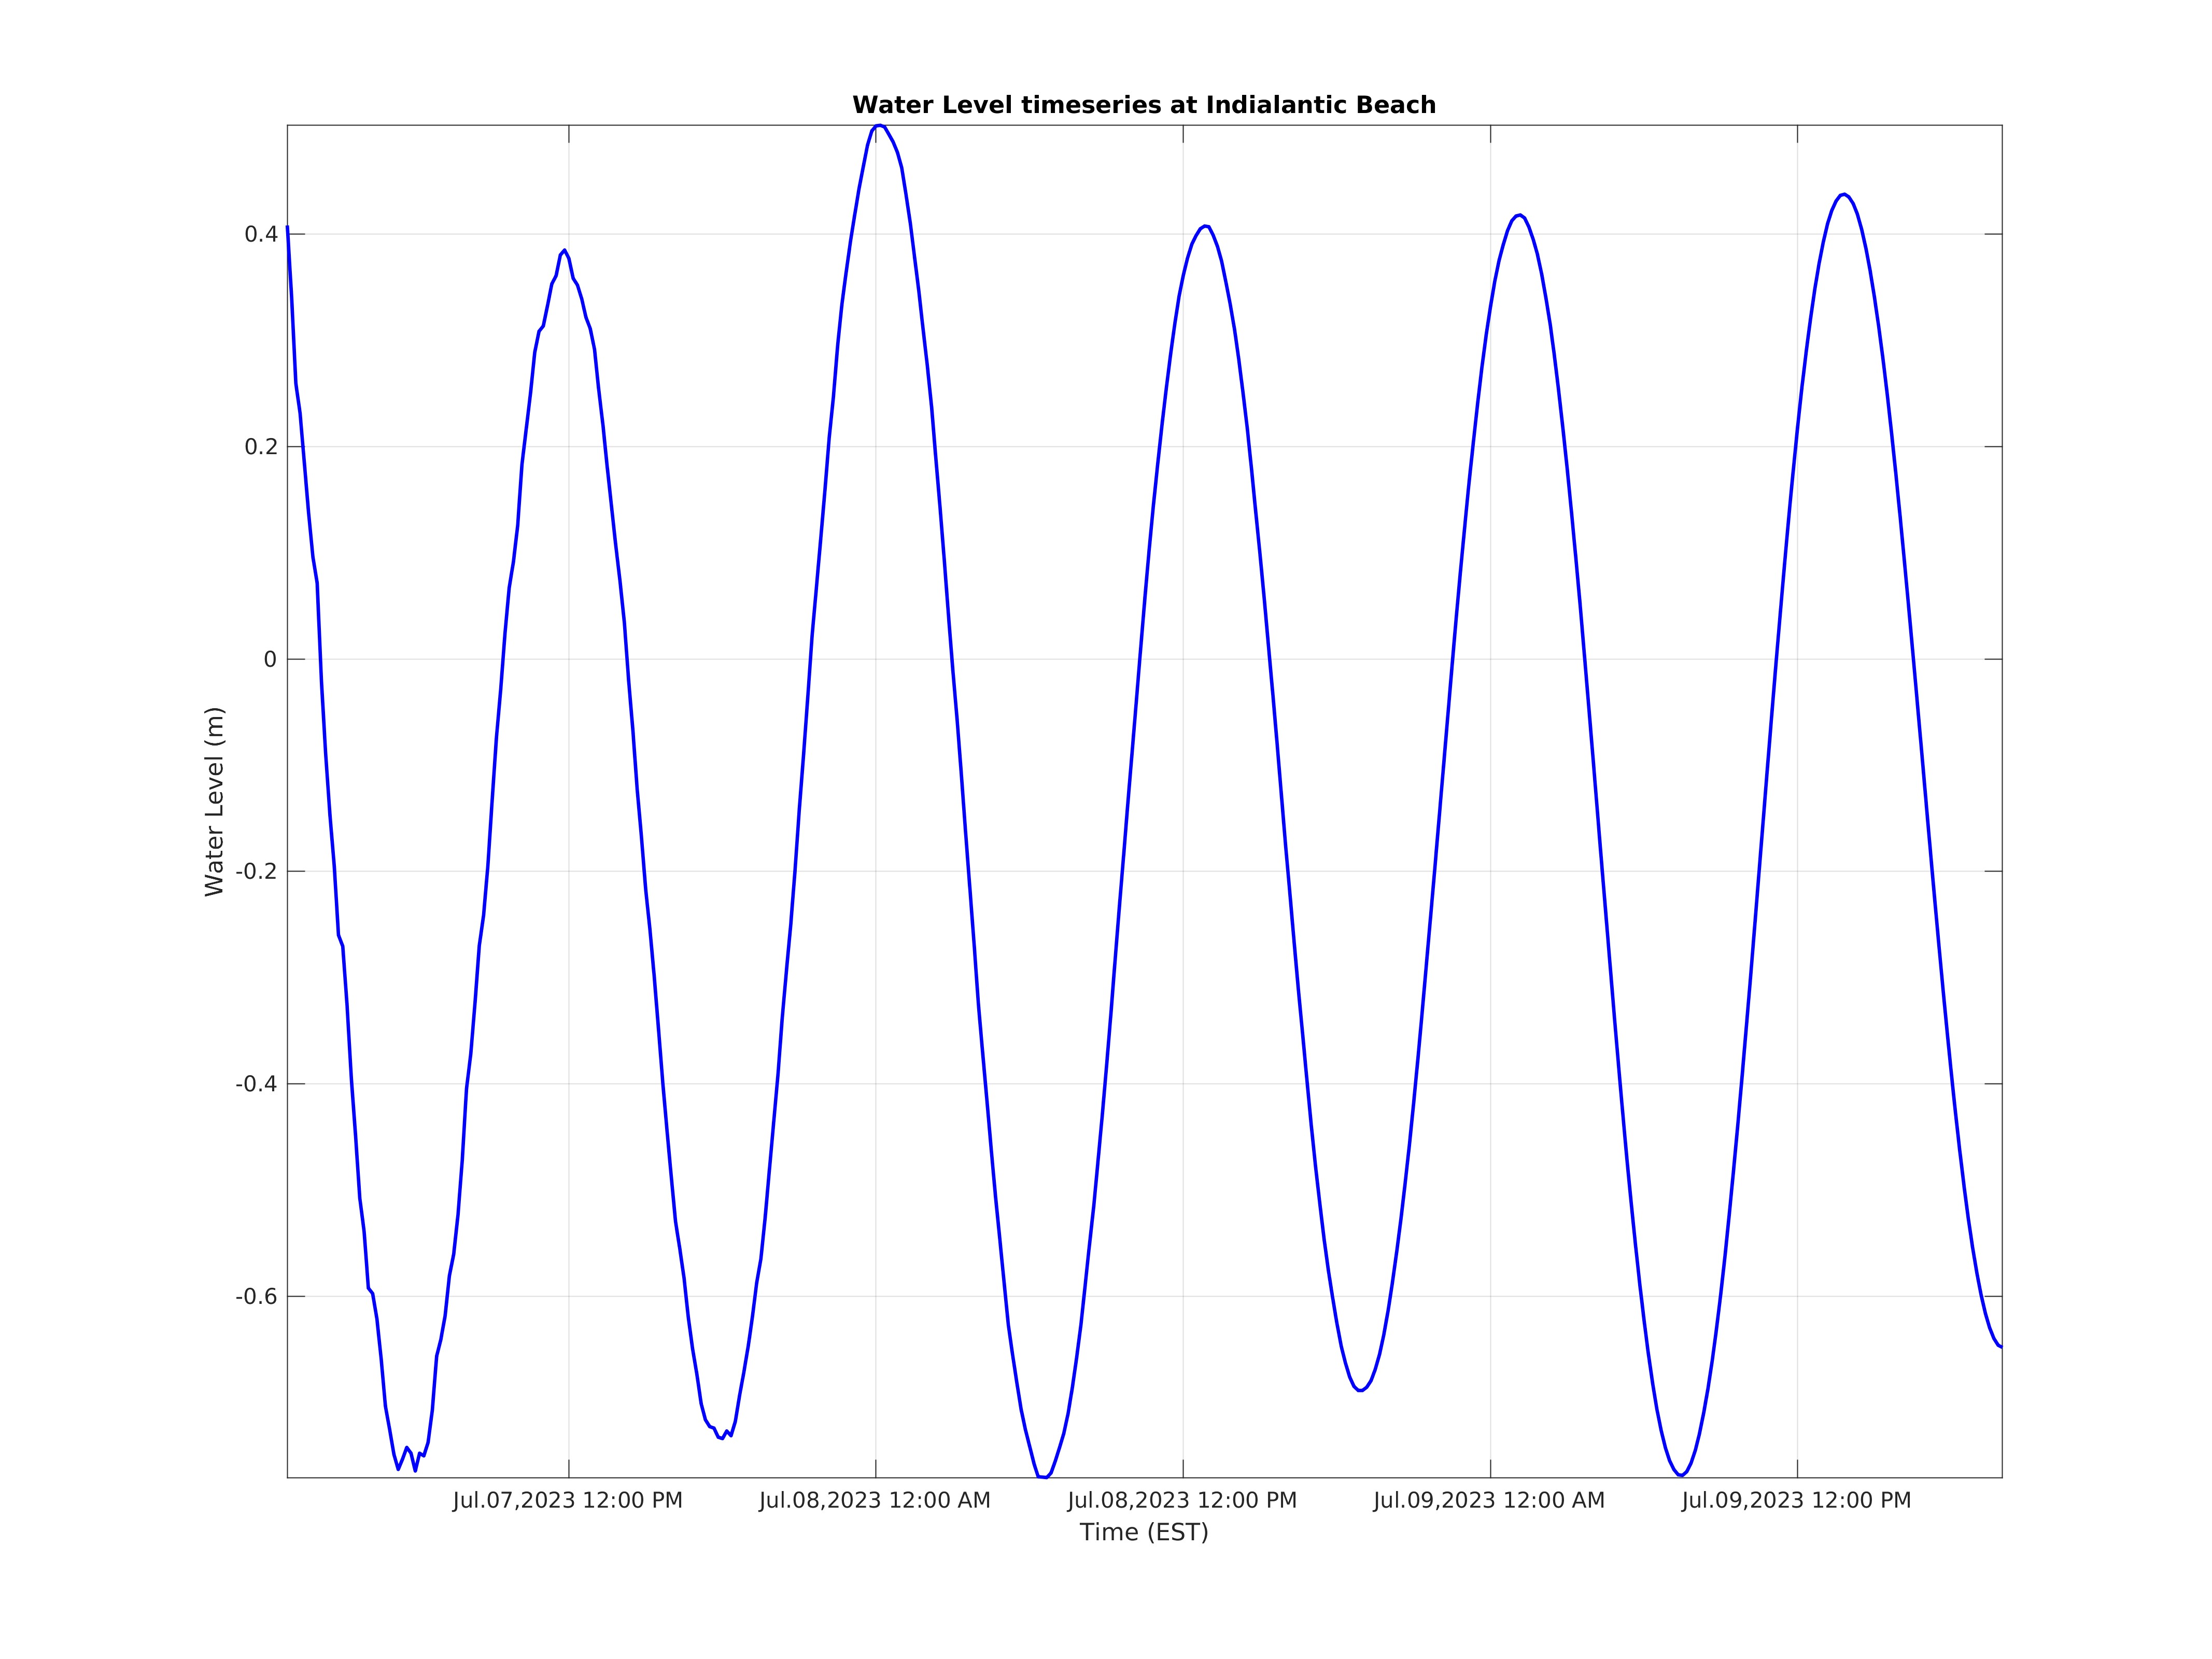 Water Level timeseries at Indialantic Beach
0.4
0.2
0
-0.2
-0.4
-0.6
Water Level (m)
Jul.07,2023 12:00 PM
Jul.08,2023 12:00 AM
Jul.08,2023 12:00 PM
Jul.09,2023 12:00 AM
Jul.09,2023 12:00 PM
Time (EST)